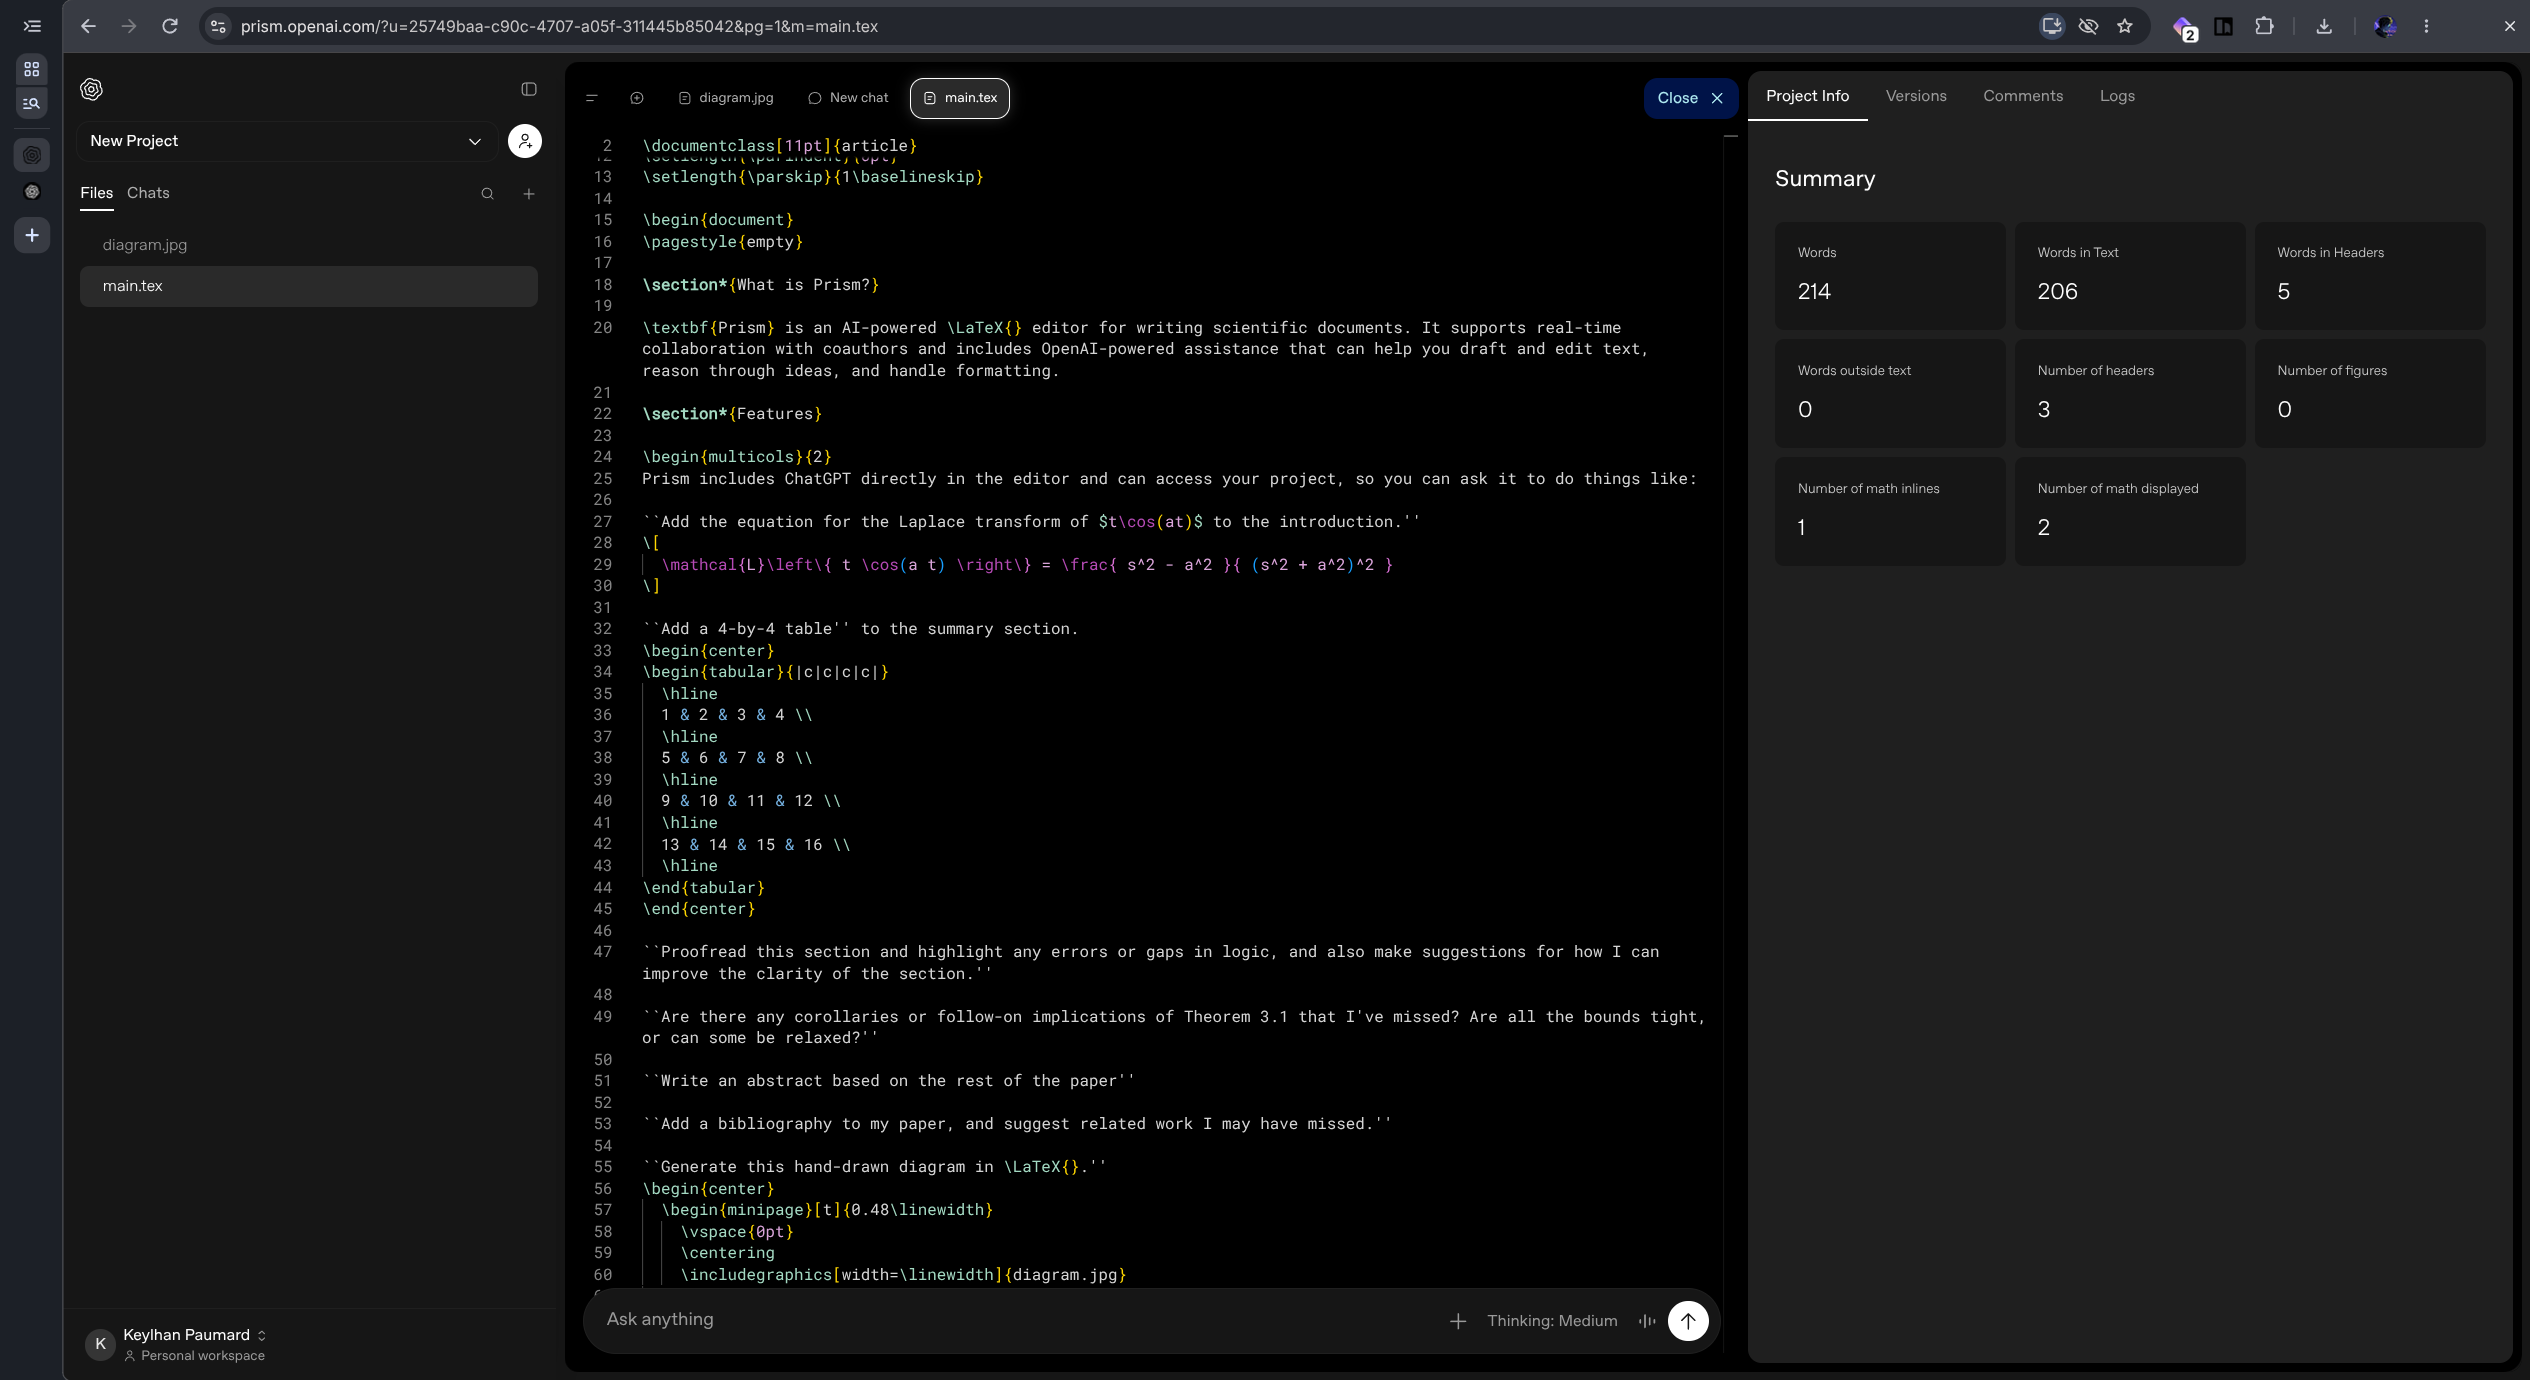 prism.openai.com/?u=25749baa-c90c-4707-a05f-311445b85042&pg=1&m=main.tex
2
New Project
Files Chats
diagram.jpg
main.tex
Keylhan Paumard
K
Personal workspace
diagram.jpg New chat main.tex
Close
2 \documentclass[11pt]{article}
12 \setlength{\parindent}{0pt}
13 \setlength{\parskip}{1\baselineskip}
14
15 \begin{document}
16 \pagestyle{empty}
17
18 \section*{What is Prism?}
19
20 \textbf{Prism} is an AI-powered \LaTeX{} editor for writing scientific documents. It supports real-time
collaboration with coauthors and includes OpenAI-powered assistance that can help you draft and edit text,
reason through ideas, and handle formatting.
21
22 \section*{Features}
23
24 \begin{multicols}{2}
25 Prism includes ChatGPT directly in the editor and can access your project, so you can ask it to do things like:
26
27 ``Add the equation for the Laplace transform of $t\cos(at)$ to the introduction.''
28 \[
29 \mathcal{L}\left\{ t \cos(a t) \right\} = \frac{ s^2 - a^2 }{ (s^2 + a^2)^2 }
30 \]
31
32 ``Add a 4-by-4 table'' to the summary section.
33 \begin{center}
34 \begin{tabular}{|c|c|c|c|}
35 \hline
36 1 & 2 & 3 & 4 \\
37 \hline
38 5 & 6 & 7 & 8 \\
39 \hline
40 9 & 10 & 11 & 12 \\
41 \hline
42 13 & 14 & 15 & 16 \\
43 \hline
44 \end{tabular}
45 \end{center}
46
47 ``Proofread this section and highlight any errors or gaps in logic, and also make suggestions for how I can
improve the clarity of the section.''
48
49 ``Are there any corollaries or follow-on implications of Theorem 3.1 that I've missed? Are all the bounds tight,
or can some be relaxed?''
50
51 ``Write an abstract based on the rest of the paper''
52
53 ``Add a bibliography to my paper, and suggest related work I may have missed.''
54
55 ``Generate this hand-drawn diagram in \LaTeX{}.''
56 \begin{center}
57 \begin{minipage}[t]{0.48\linewidth}
58 \vspace{0pt}
59 \centering
60 \includegraphics[width=\linewidth]{diagram.jpg}
Ask anything
Thinking: Medium
Project Info Versions Comments Logs
Summary
Words
214
Words in Text
206
Words in Headers
5
Words outside text
0
Number of headers
3
Number of figures
0
Number of math inlines
1
Number of math displayed
2